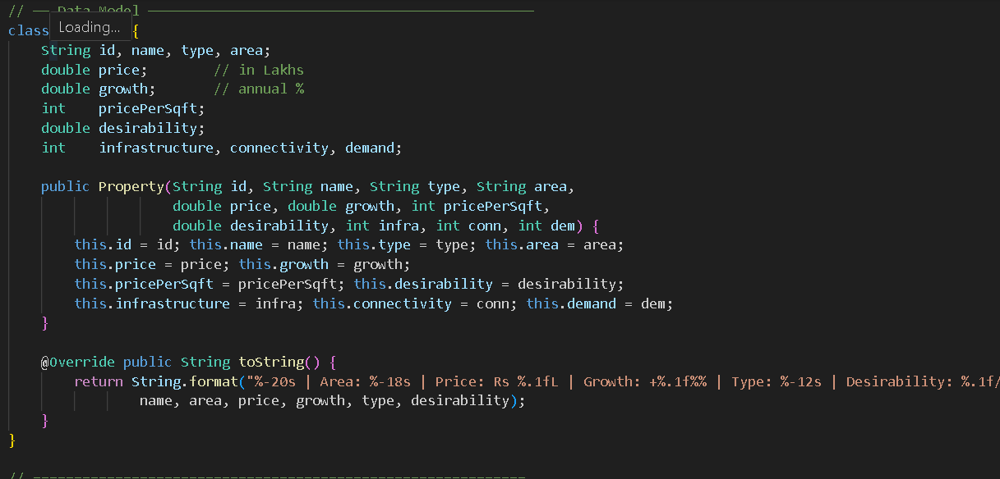 // — Data Model ———————————————
Loading...
class {
String id, name, type, area;
double price;        // in Lakhs
double growth;       // annual %
int    pricePerSqft;
double desirability;
int    infrastructure, connectivity, demand;
public Property(String id, String name, String type, String area,
double price, double growth, int pricePerSqft,
double desirability, int infra, int conn, int dem) {
this.id = id; this.name = name; this.type = type; this.area = area;
this.price = price; this.growth = growth;
this.pricePerSqft = pricePerSqft; this.desirability = desirability;
this.infrastructure = infra; this.connectivity = conn; this.demand = dem;
}
@Override public String toString() {
return String.format("%-20s | Area: %-18s | Price: Rs %.1fL | Growth: +%.1f%% | Type: %-12s | Desirability: %.1f/
name, area, price, growth, type, desirability);
}
}